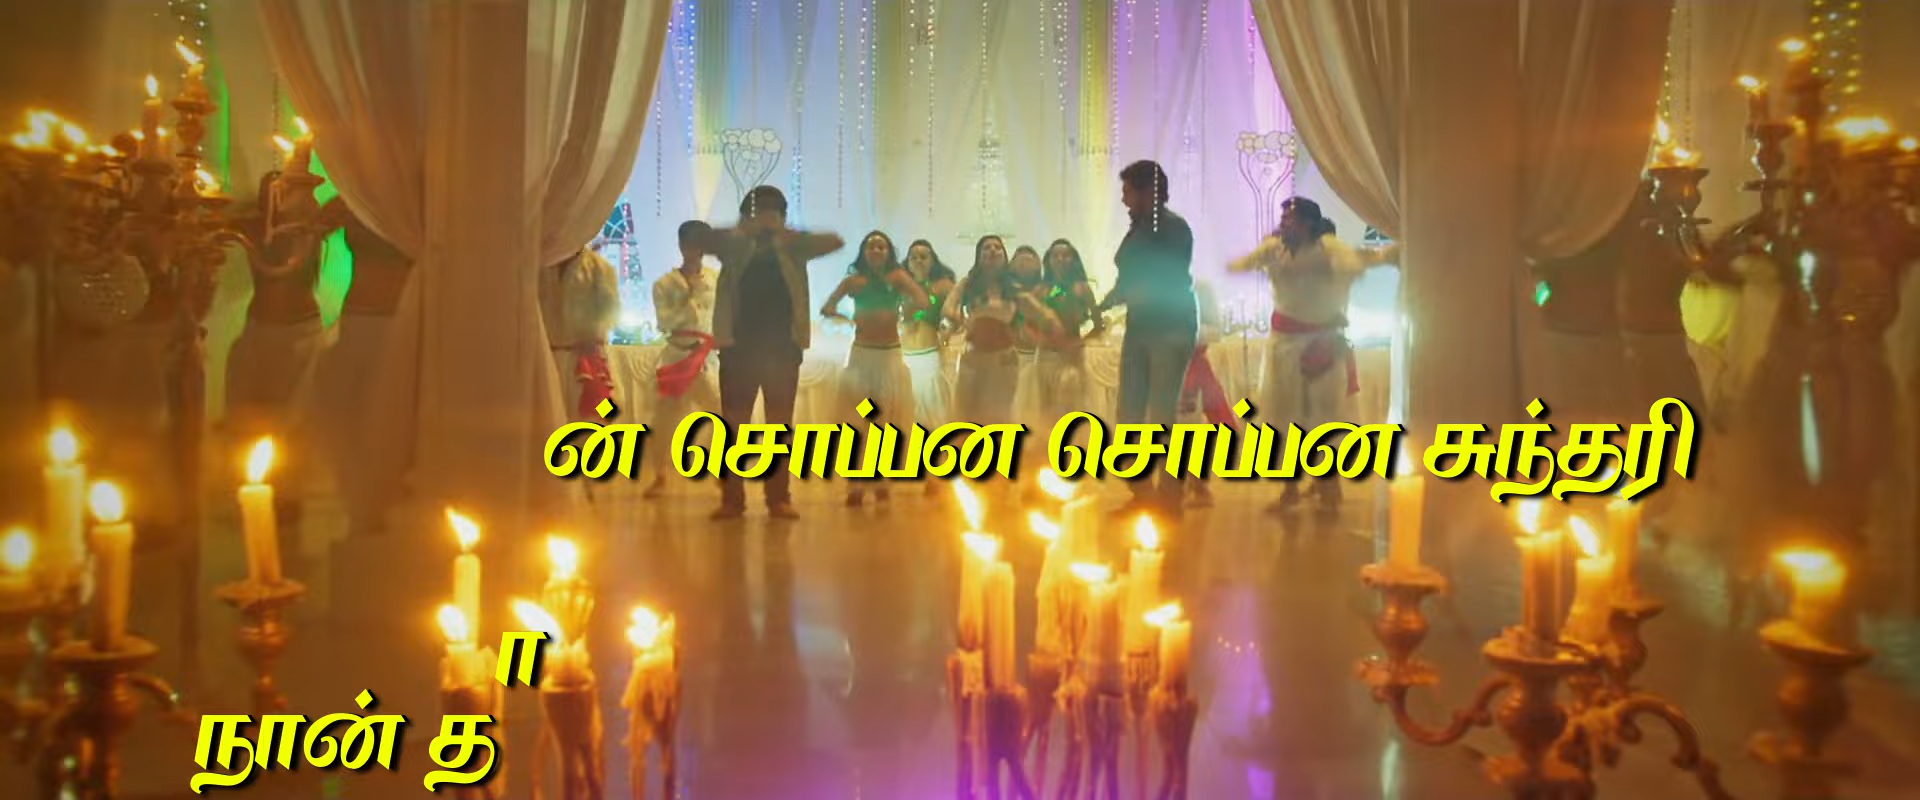 ன் சொப்பன சொப்பன சுந்தரி
நான் தா